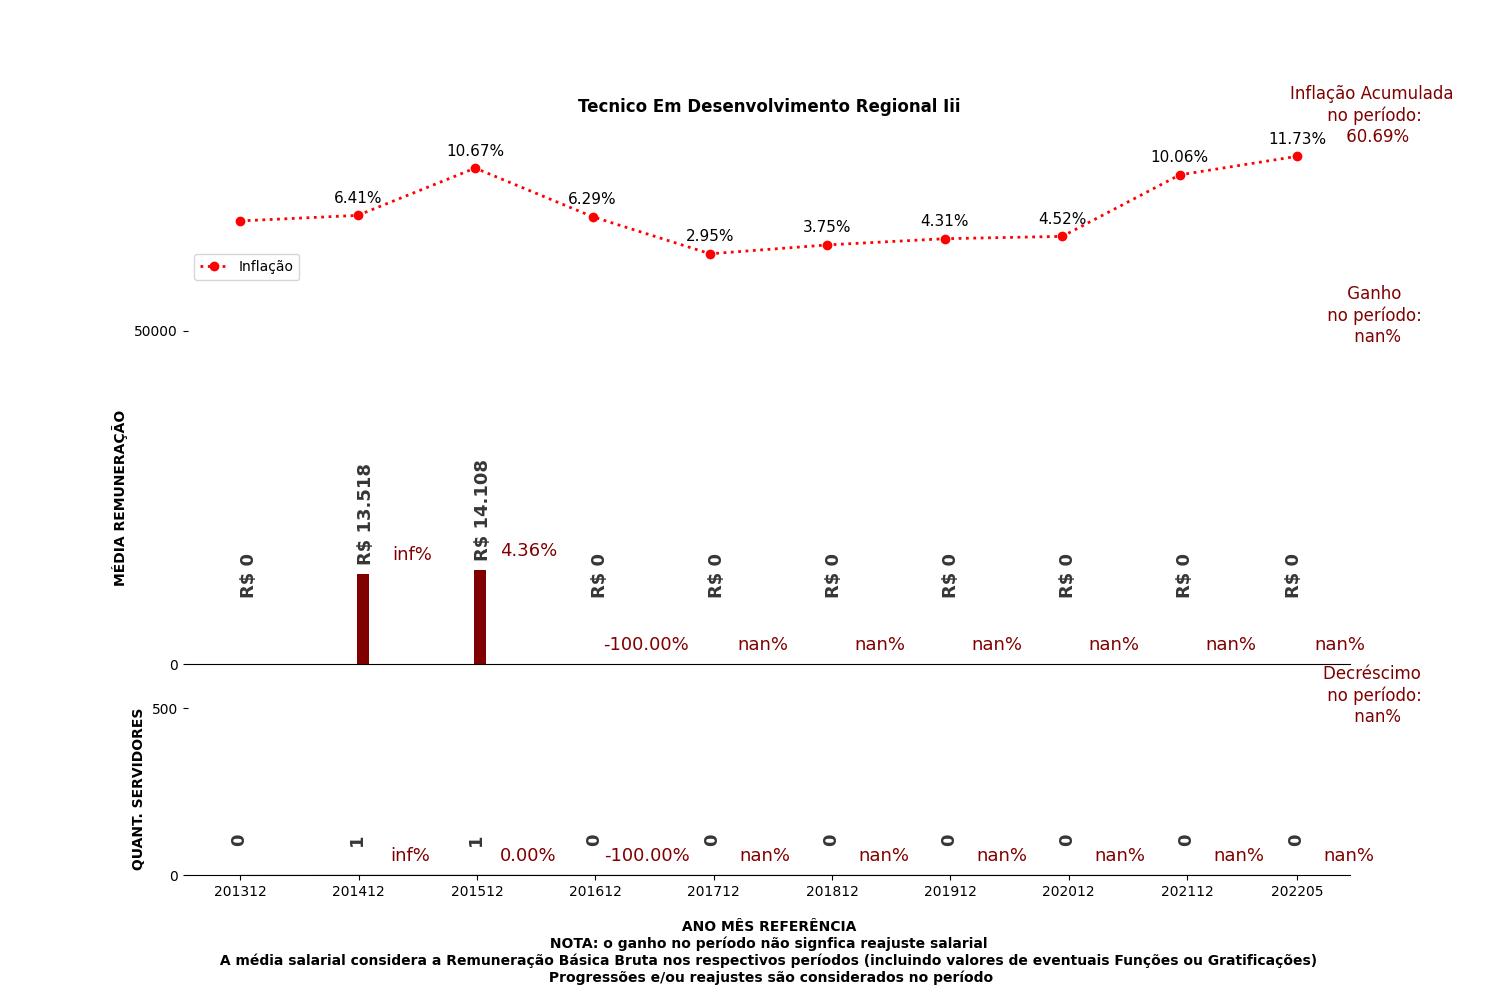 Tecnico Em Desenvolvimento Regional Iii
Inflação Acumulada
no período:
60.69%
6.41%
10.67%
6.29%
2.95%
3.75%
4.31%
4.52%
10.06%
11.73%
Inflação
Ganho
no período:
nan%
50000
0
MÉDIA REMUNERAÇÃO
R$ 0
R$ 13.518
R$ 14.108
R$ 0
R$ 0
R$ 0
R$ 0
R$ 0
R$ 0
R$ 0
inf%
4.36%
-100.00%
nan%
nan%
nan%
nan%
nan%
nan%
Decréscimo
no período:
nan%
500
0
QUANT. SERVIDORES
0
1
1
0
0
0
0
0
0
0
inf%
0.00%
-100.00%
nan%
nan%
nan%
nan%
nan%
nan%
201312
201412
201512
201612
201712
201812
201912
202012
202112
202205
ANO MÊS REFERÊNCIA
NOTA: o ganho no período não signfica reajuste salarial
A média salarial considera a Remuneração Básica Bruta nos respectivos períodos (incluindo valores de eventuais Funções ou Gratificações)
Progressões e/ou reajustes são considerados no período